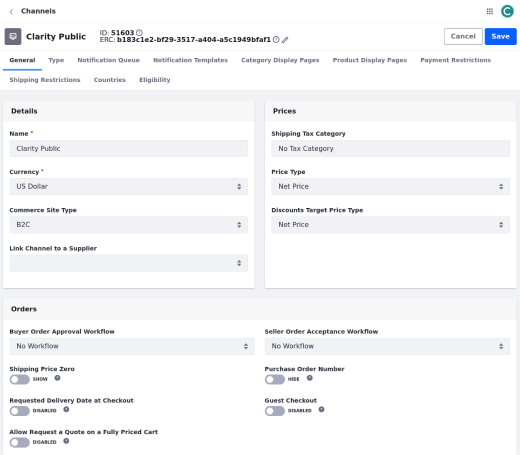 Channels
Clarity Public
ID: 51603
ERC: b183c1e2-bf29-3517-a404-a5c1949bfaf1
Cancel
Save
General Type Notification Queue Notification Templates Category Display Pages Product Display Pages Payment Restrictions
Shipping Restrictions Countries Eligibility
Details
Name *
Clarity Public
Currency *
US Dollar
Commerce Site Type
B2C
Link Channel to a Supplier
Prices
Shipping Tax Category
No Tax Category
Price Type
Net Price
Discounts Target Price Type
Net Price
Orders
Buyer Order Approval Workflow
No Workflow
Seller Order Acceptance Workflow
No Workflow
Shipping Price Zero
SHOW
Purchase Order Number
HIDE
Requested Delivery Date at Checkout
DISABLED
Guest Checkout
DISABLED
Allow Request a Quote on a Fully Priced Cart
DISABLED